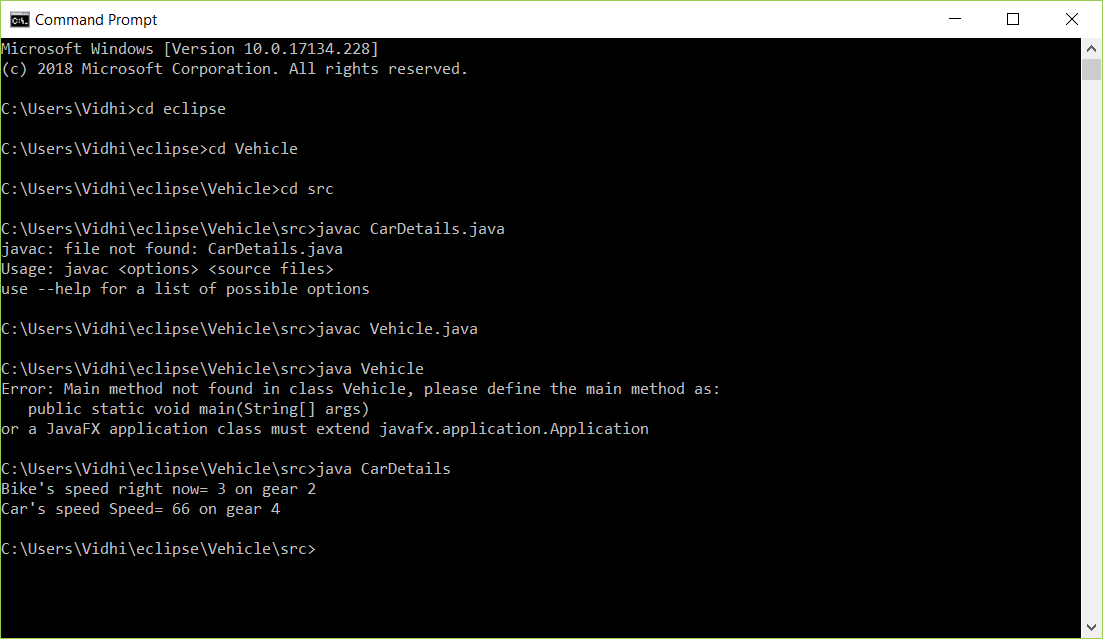 Command Prompt
Microsoft Windows [Version 10.0.17134.228]
(c) 2018 Microsoft Corporation. All rights reserved.
C:\Users\Vidhi>cd eclipse
C:\Users\Vidhi\eclipse>cd Vehicle
C:\Users\Vidhi\eclipse\Vehicle>cd src
C:\Users\Vidhi\eclipse\Vehicle\src>javac CarDetails.java
javac: file not found: CarDetails.java
Usage: javac <options> <source files>
use --help for a list of possible options
C:\Users\Vidhi\eclipse\Vehicle\src>javac Vehicle.java
C:\Users\Vidhi\eclipse\Vehicle\src>java Vehicle
Error: Main method not found in class Vehicle, please define the main method as:
   public static void main(String[] args)
or a JavaFX application class must extend javafx.application.Application
C:\Users\Vidhi\eclipse\Vehicle\src>java CarDetails
Bike's speed right now= 3 on gear 2
Car's speed Speed= 66 on gear 4
C:\Users\Vidhi\eclipse\Vehicle\src>